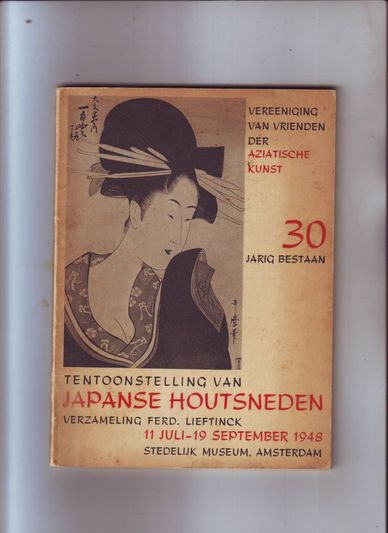 VEREENIGING
VAN VRIENDEN
DER
AZIATISCHE
KUNST
30
JARIG BESTAAN
TENTOONSTELLING VAN
JAPANSE HOUTSNEDEN
VERZAMELING FERD. LIEFTINCK
11 JULI-19 SEPTEMBER 1948
STEDELIJK MUSEUM, AMSTERDAM